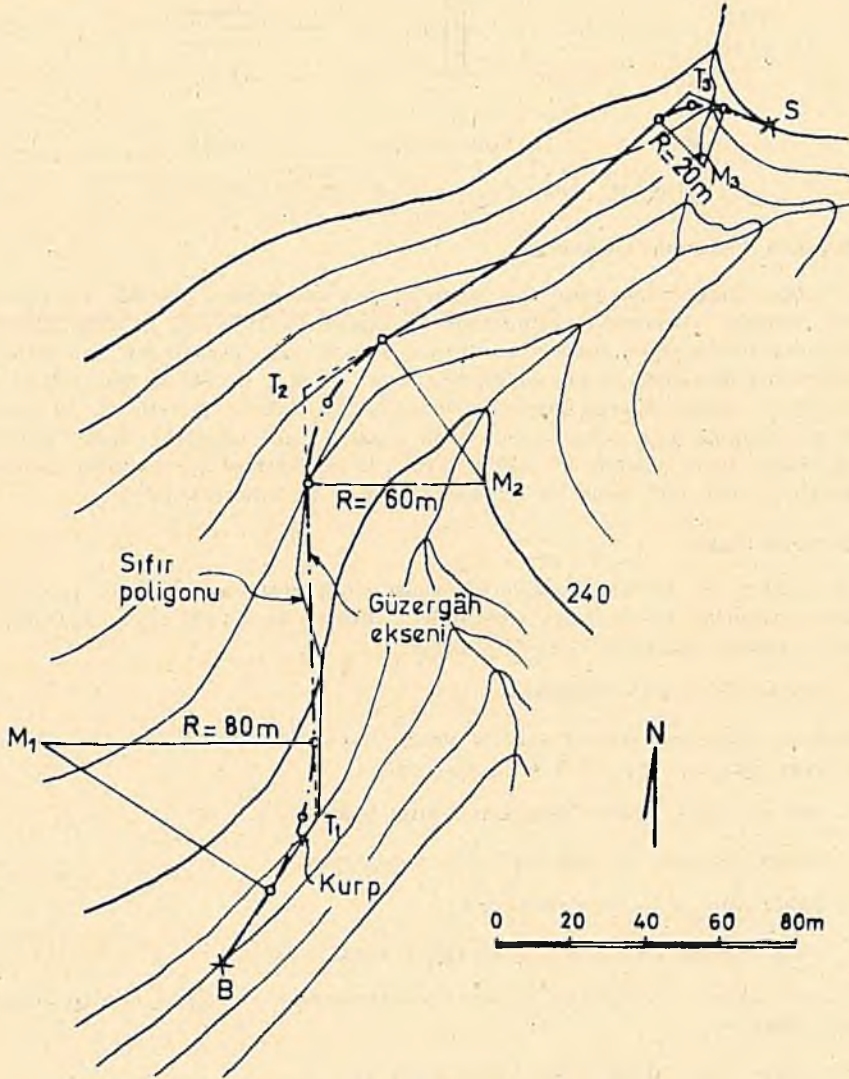 T₃
S
R=20m
M₃
T₂
R= 60m
M₂
Sıfır
poligonu
Güzergâh
ekseni
240
M₁
R= 80m
N
T₁
Kurp
0 20 40 60 80m
B